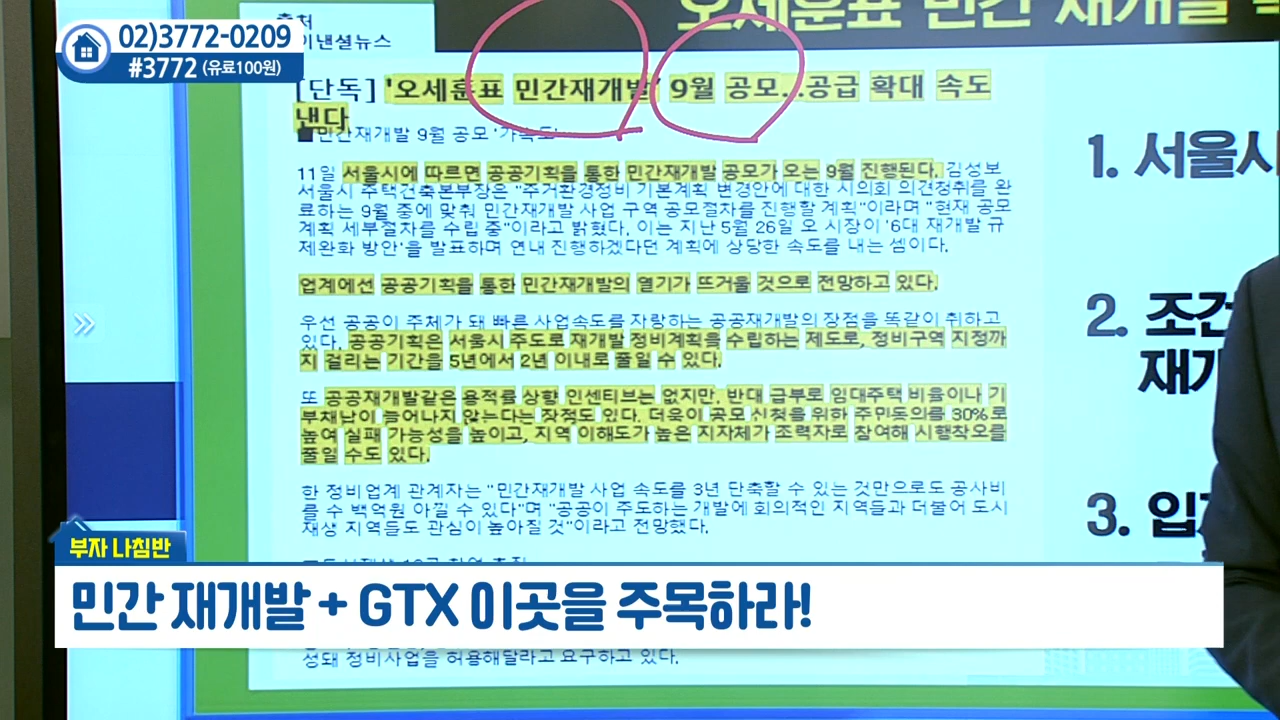 02)3772-0209
#3772 (유료100원)
출처
이낸셜뉴스
오세훈표 민간 재개발
[단독] '오세훈표 민간재개발' 9월 공모..공급 확대 속도
낸다
■민간재개발 9월 공모 '가속도'
11일 서울시에 따르면 공공기획을 통한 민간재개발 공모가 오는 9월 진행된다. 김성보
서울시 주택건축본부장은 "주거환경정비 기본계획 변경안에 대한 시의회 의견청취를 완
료하는 9월 중에 맞춰 민간재개발 사업 구역 공모절차를 진행할 계획"이라며 "현재 공모
계획 세부절차를 수립 중"이라고 밝혔다. 이는 지난 5월 26일 오 시장이 '6대 재개발 규
제완화 방안'을 발표하며 연내 진행하겠다던 계획에 상당한 속도를 내는 셈이다.
업계에선 공공기획을 통한 민간재개발의 열기가 뜨거울 것으로 전망하고 있다.
우선 공공이 주체가 돼 빠른 사업속도를 자랑하는 공공재개발의 장점을 똑같이 취하고
있다. 공공기획은 서울시 주도로 재개발 정비계획을 수립하는 제도로, 정비구역 지정까
지 걸리는 기간을 5년에서 2년 이내로 줄일 수 있다.
또 공공재개발같은 용적률 상향 인센티브는 없지만, 반대 급부로 임대주택 비율이나 기
부채납이 늘어나지 않는다는 장점도 있다. 더욱이 공모 신청을 위한 주민동의를 30%로
높여 실패 가능성을 높이고, 지역 이해도가 높은 지자체가 조력자로 참여해 시행착오를
줄일 수도 있다.
한 정비업계 관계자는 "민간재개발 사업 속도를 3년 단축할 수 있는 것만으로도 공사비
를 수 백억원 아낄 수 있다"며 "공공이 주도하는 개발에 회의적인 지역들과 더불어 도시
재생 지역들도 관심이 높아질 것"이라고 전망했다.
성돼 정비사업을 허용해달라고 요구하고 있다.
1. 서울시
2. 조건
재개
3. 입지
부자 나침반
민간 재개발 + GTX 이곳을 주목하라!